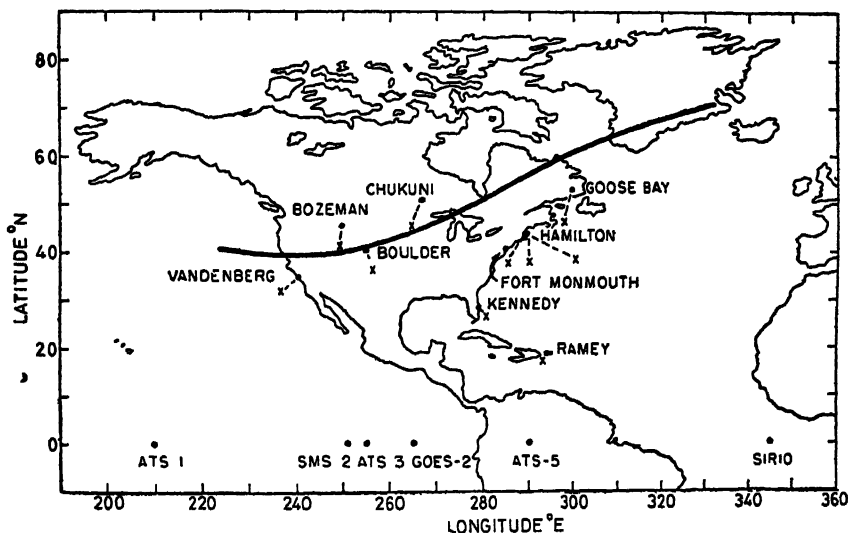 80
60
40
20
0
LATITUDE °N
CHUKUNI
BOZEMAN
GOOSE BAY
HAMILTON
BOULDER
VANDENBERG
FORT MONMOUTH
KENNEDY
RAMEY
ATS 1
SMS 2
ATS 3
GOES-2
ATS-5
SIRIO
200
240
260
280
300
320
340
360
LONGITUDE °E